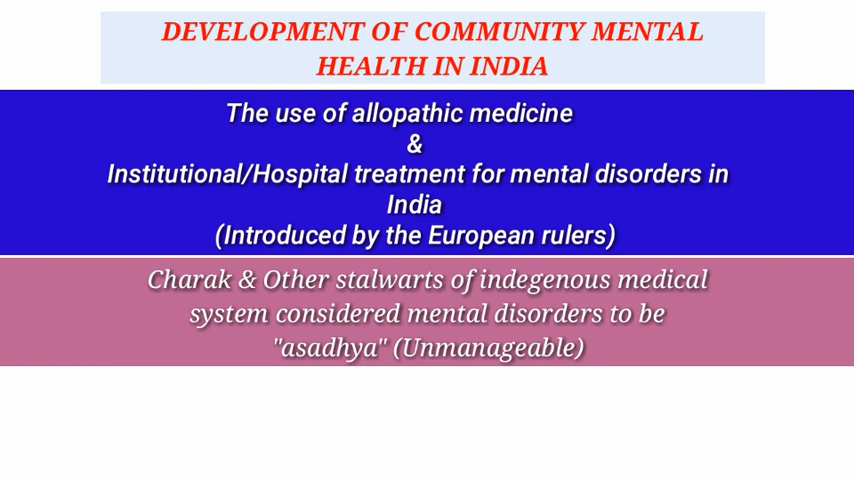 DEVELOPMENT OF COMMUNITY MENTAL
HEALTH IN INDIA
The use of allopathic medicine
&
Institutional/Hospital treatment for mental disorders in
India
(Introduced by the European rulers)
Charak & Other stalwarts of indegenous medical
system considered mental disorders to be
"asadhya" (Unmanageable)